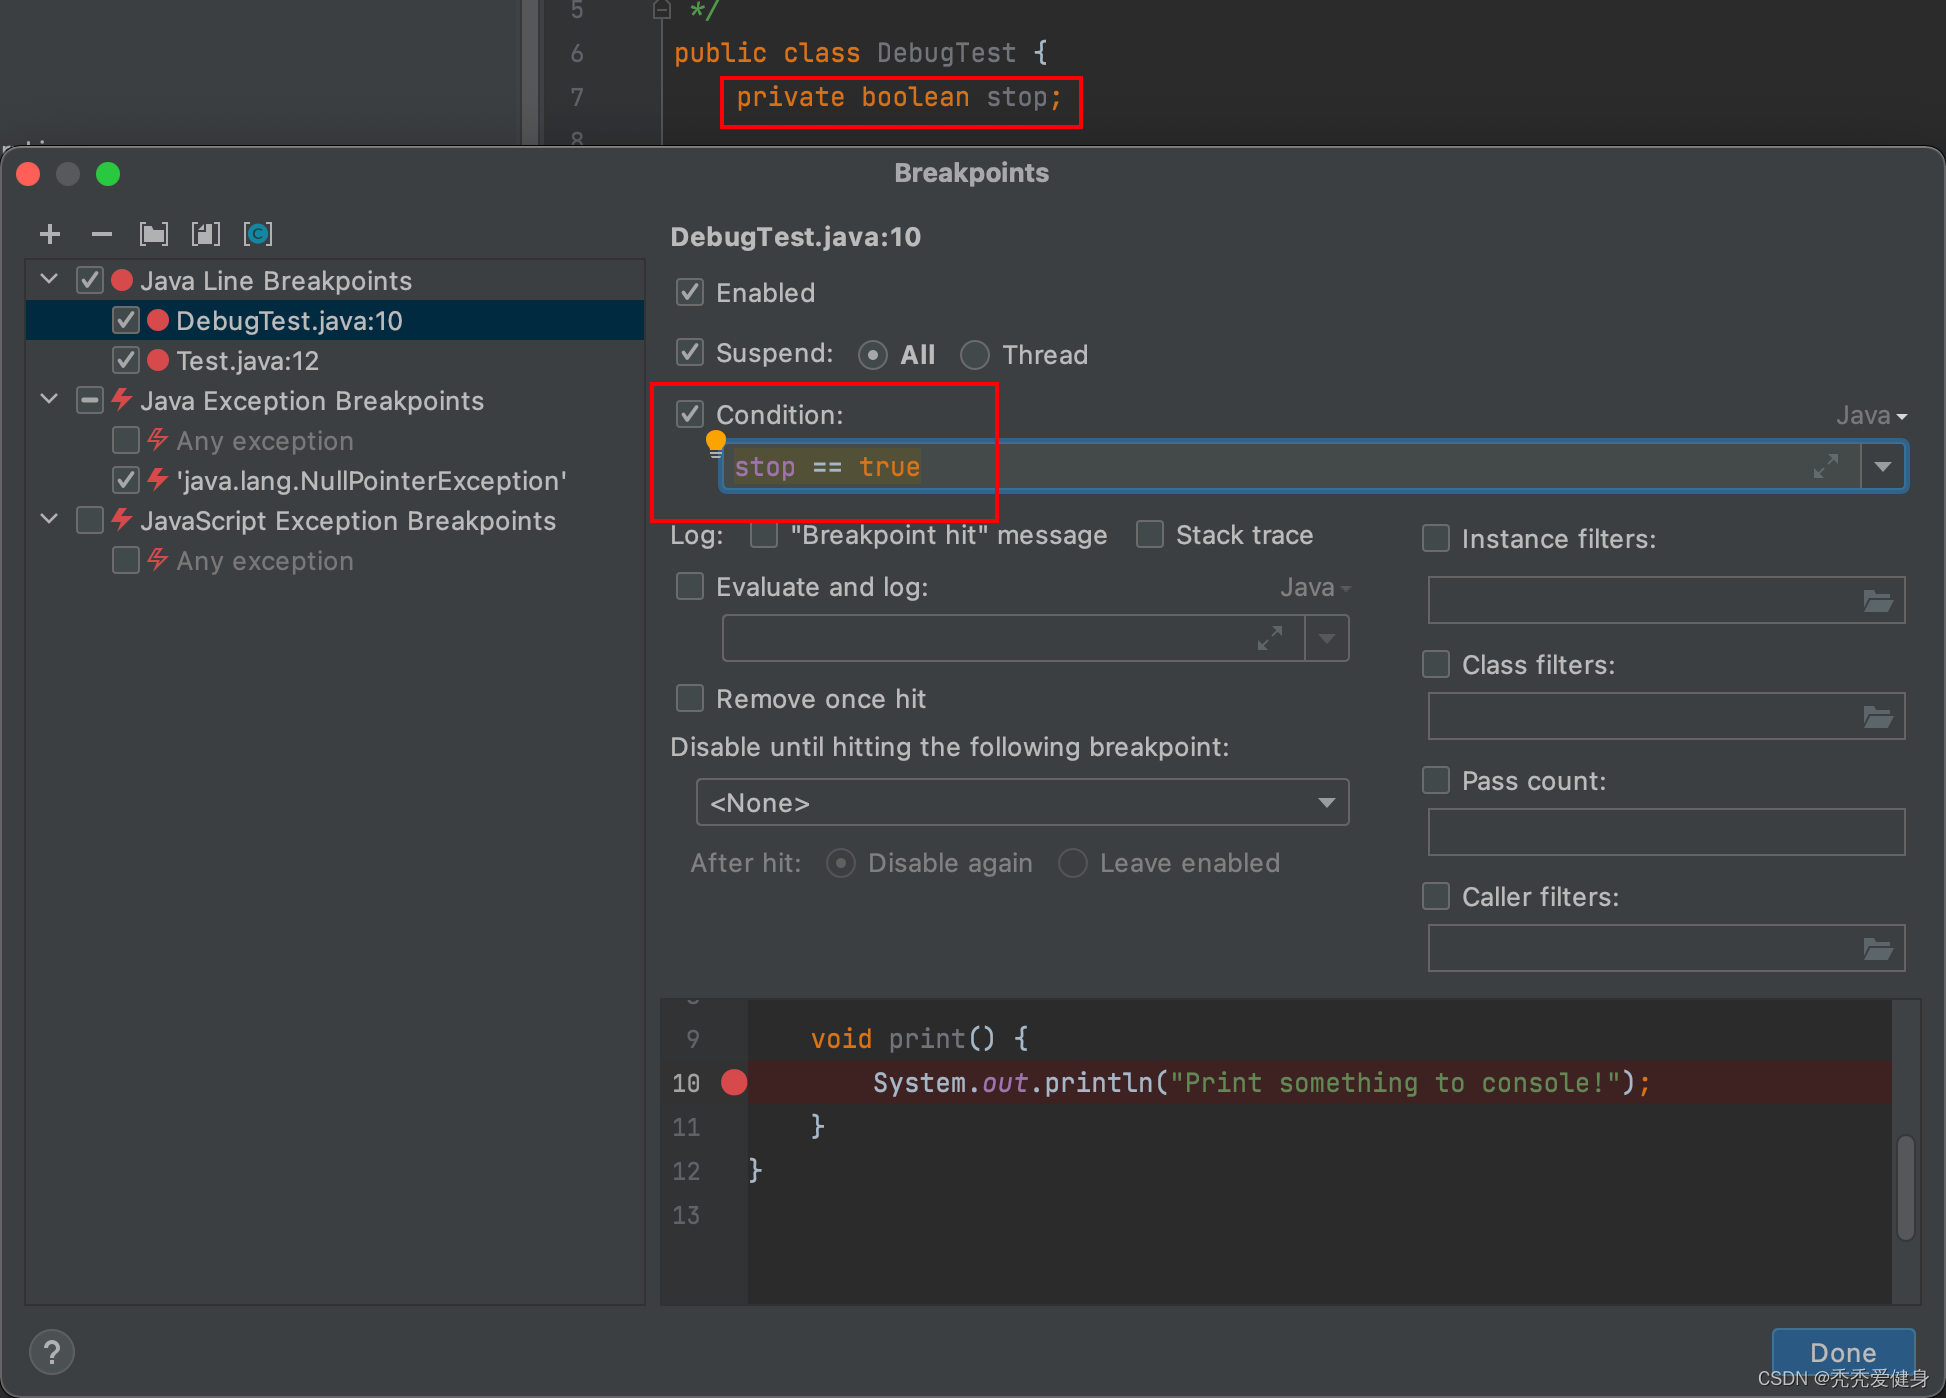 5 */
6 public class DebugTest {
7 private boolean stop;
8
Breakpoints
Java Line Breakpoints
DebugTest.java:10
Test.java:12
Java Exception Breakpoints
Any exception
'java.lang.NullPointerException'
JavaScript Exception Breakpoints
Any exception
DebugTest.java:10
Enabled
Suspend: All Thread
Condition: Java
stop == true
Log: "Breakpoint hit" message Stack trace
Evaluate and log: Java
Remove once hit
Disable until hitting the following breakpoint:
<None>
After hit: Disable again Leave enabled
Instance filters:
Class filters:
Pass count:
Caller filters:
9 void print() {
10 System.out.println("Print something to console!");
11 }
12 }
13
?
Done
CSDN @秃秃爱健身